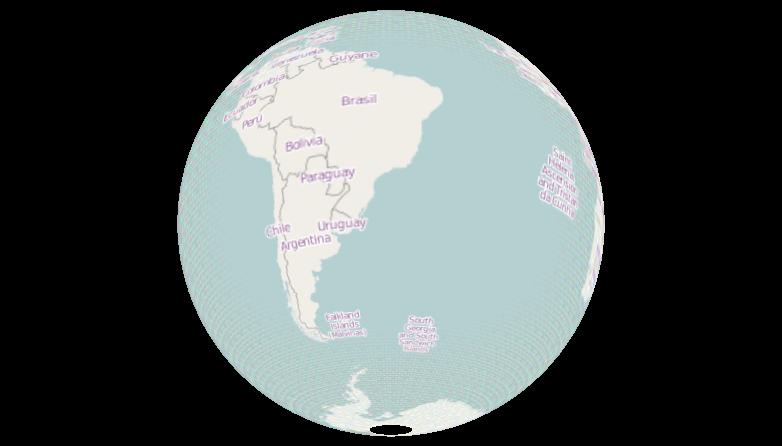 Venezuela
Guyane
Colombia
Ecuador
Brasil
Perú
Bolivia
Paraguay
Saint
Helena
Ascension
and Tristan
da Cunha
Chile
Uruguay
Argentina
Falkland
Islands
(Malvinas)
South
Georgia
and South
Sandwich
Islands